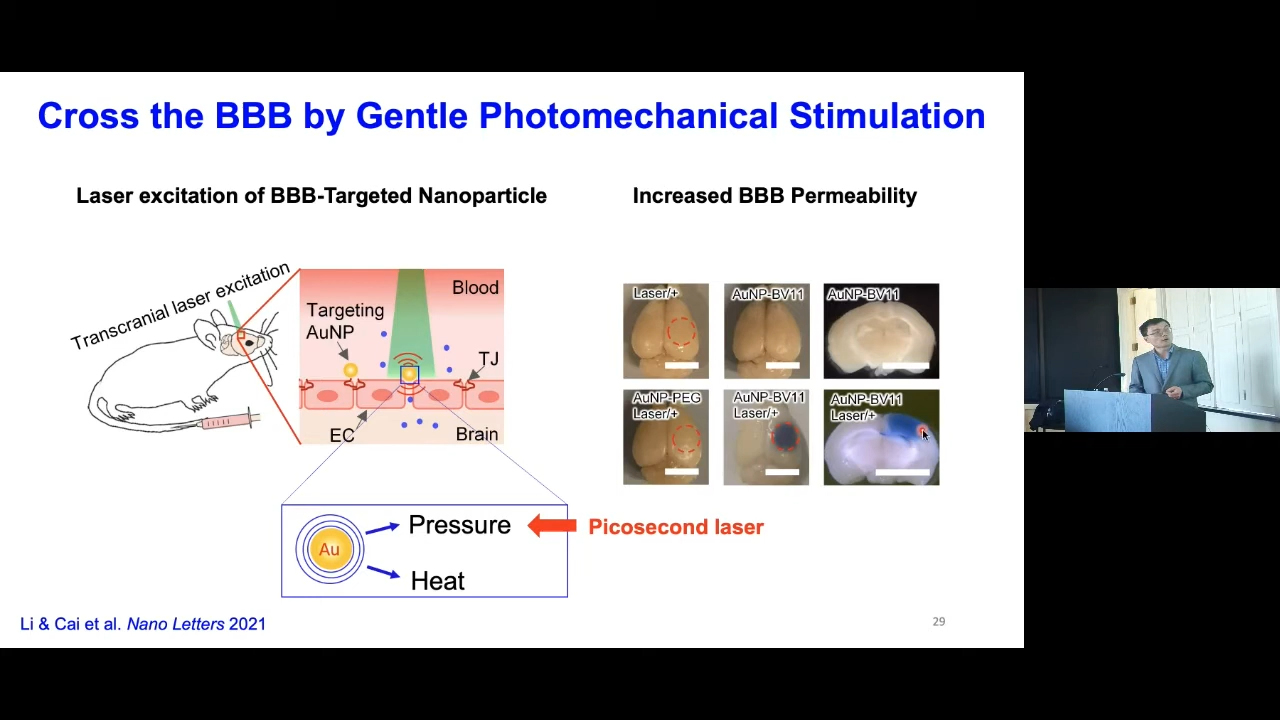 Cross the BBB by Gentle Photomechanical Stimulation
Laser excitation of BBB-Targeted Nanoparticle
Increased BBB Permeability
Transcranial laser excitation
Blood
Targeting
AuNP
TJ
EC
Brain
Laser/+
AuNP-BV11
AuNP-BV11
AuNP-PEG
Laser/+
AuNP-BV11
Laser/+
AuNP-BV11
Laser/+
Au
Pressure
Heat
Picosecond laser
Li & Cai et al. Nano Letters 2021
29